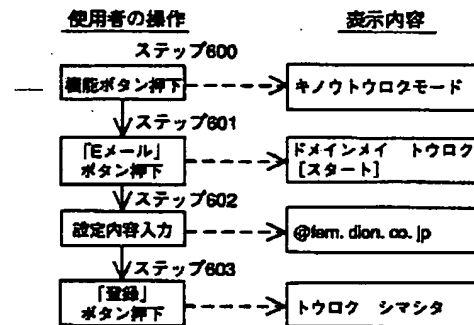 使用者の操作
表示内容
ステップ600
機能ボタン押下
キノウトウロクモード
ステップ601
「Eメール」
ボタン押下
ドメインメイ トウロク
[スタート]
ステップ602
設定内容入力
@fam. dion. co. jp
ステップ603
「登録」
ボタン押下
トウロク シマシタ